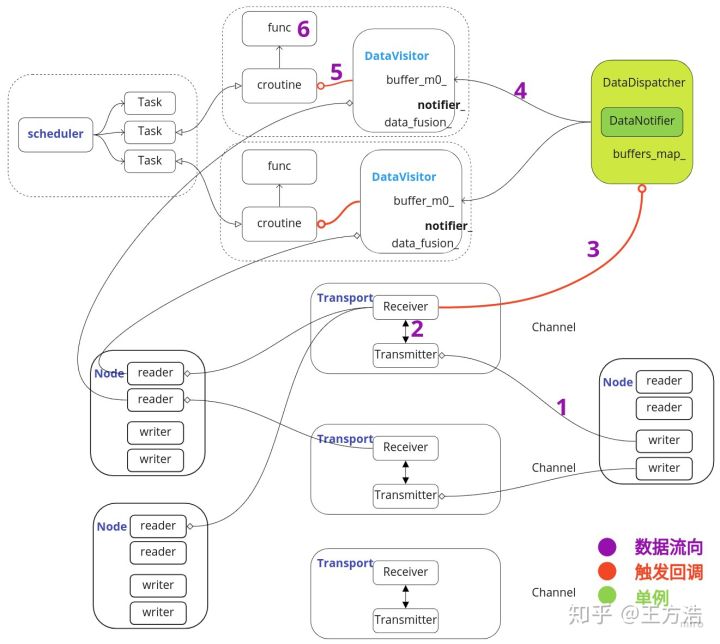 func
6
DataVisitor
5
croutine
buffer_m0_
notifier_
data_fusion_
4
DataDispatcher
DataNotifier
buffers_map_
scheduler
Task
Task
Task
func
DataVisitor
croutine
buffer_m0_
notifier_
data_fusion_
3
Transport
Receiver
2
Transmitter
Channel
1
Node
reader
reader
writer
writer
Node
reader
reader
writer
writer
Transport
Receiver
Transmitter
Channel
Node
reader
reader
writer
writer
Transport
Receiver
Transmitter
Channel
数据流向
触发回调
单例
知乎 @王方浩
miro